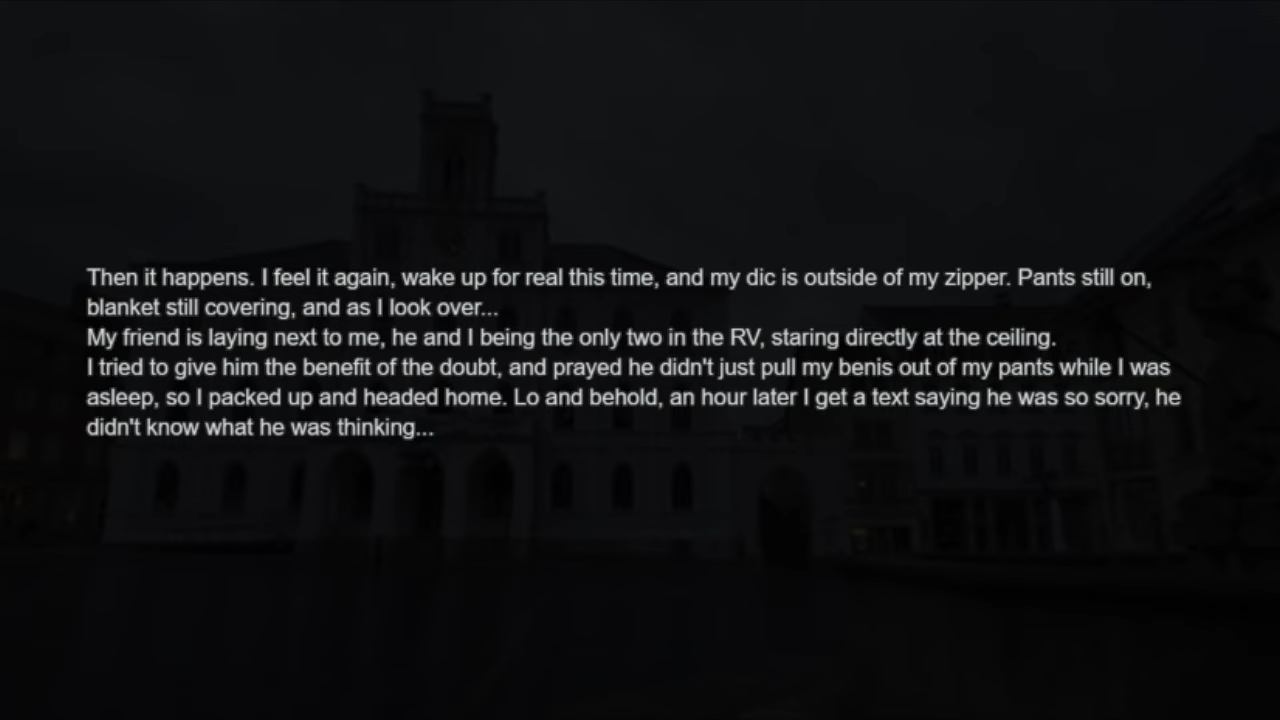 Then it happens. I feel it again, wake up for real this time, and my dic is outside of my zipper. Pants still on,
blanket still covering, and as I look over...
My friend is laying next to me, he and I being the only two in the RV, staring directly at the ceiling.
I tried to give him the benefit of the doubt, and prayed he didn't just pull my benis out of my pants while I was
asleep, so I packed up and headed home. Lo and behold, an hour later I get a text saying he was so sorry, he
didn't know what he was thinking...